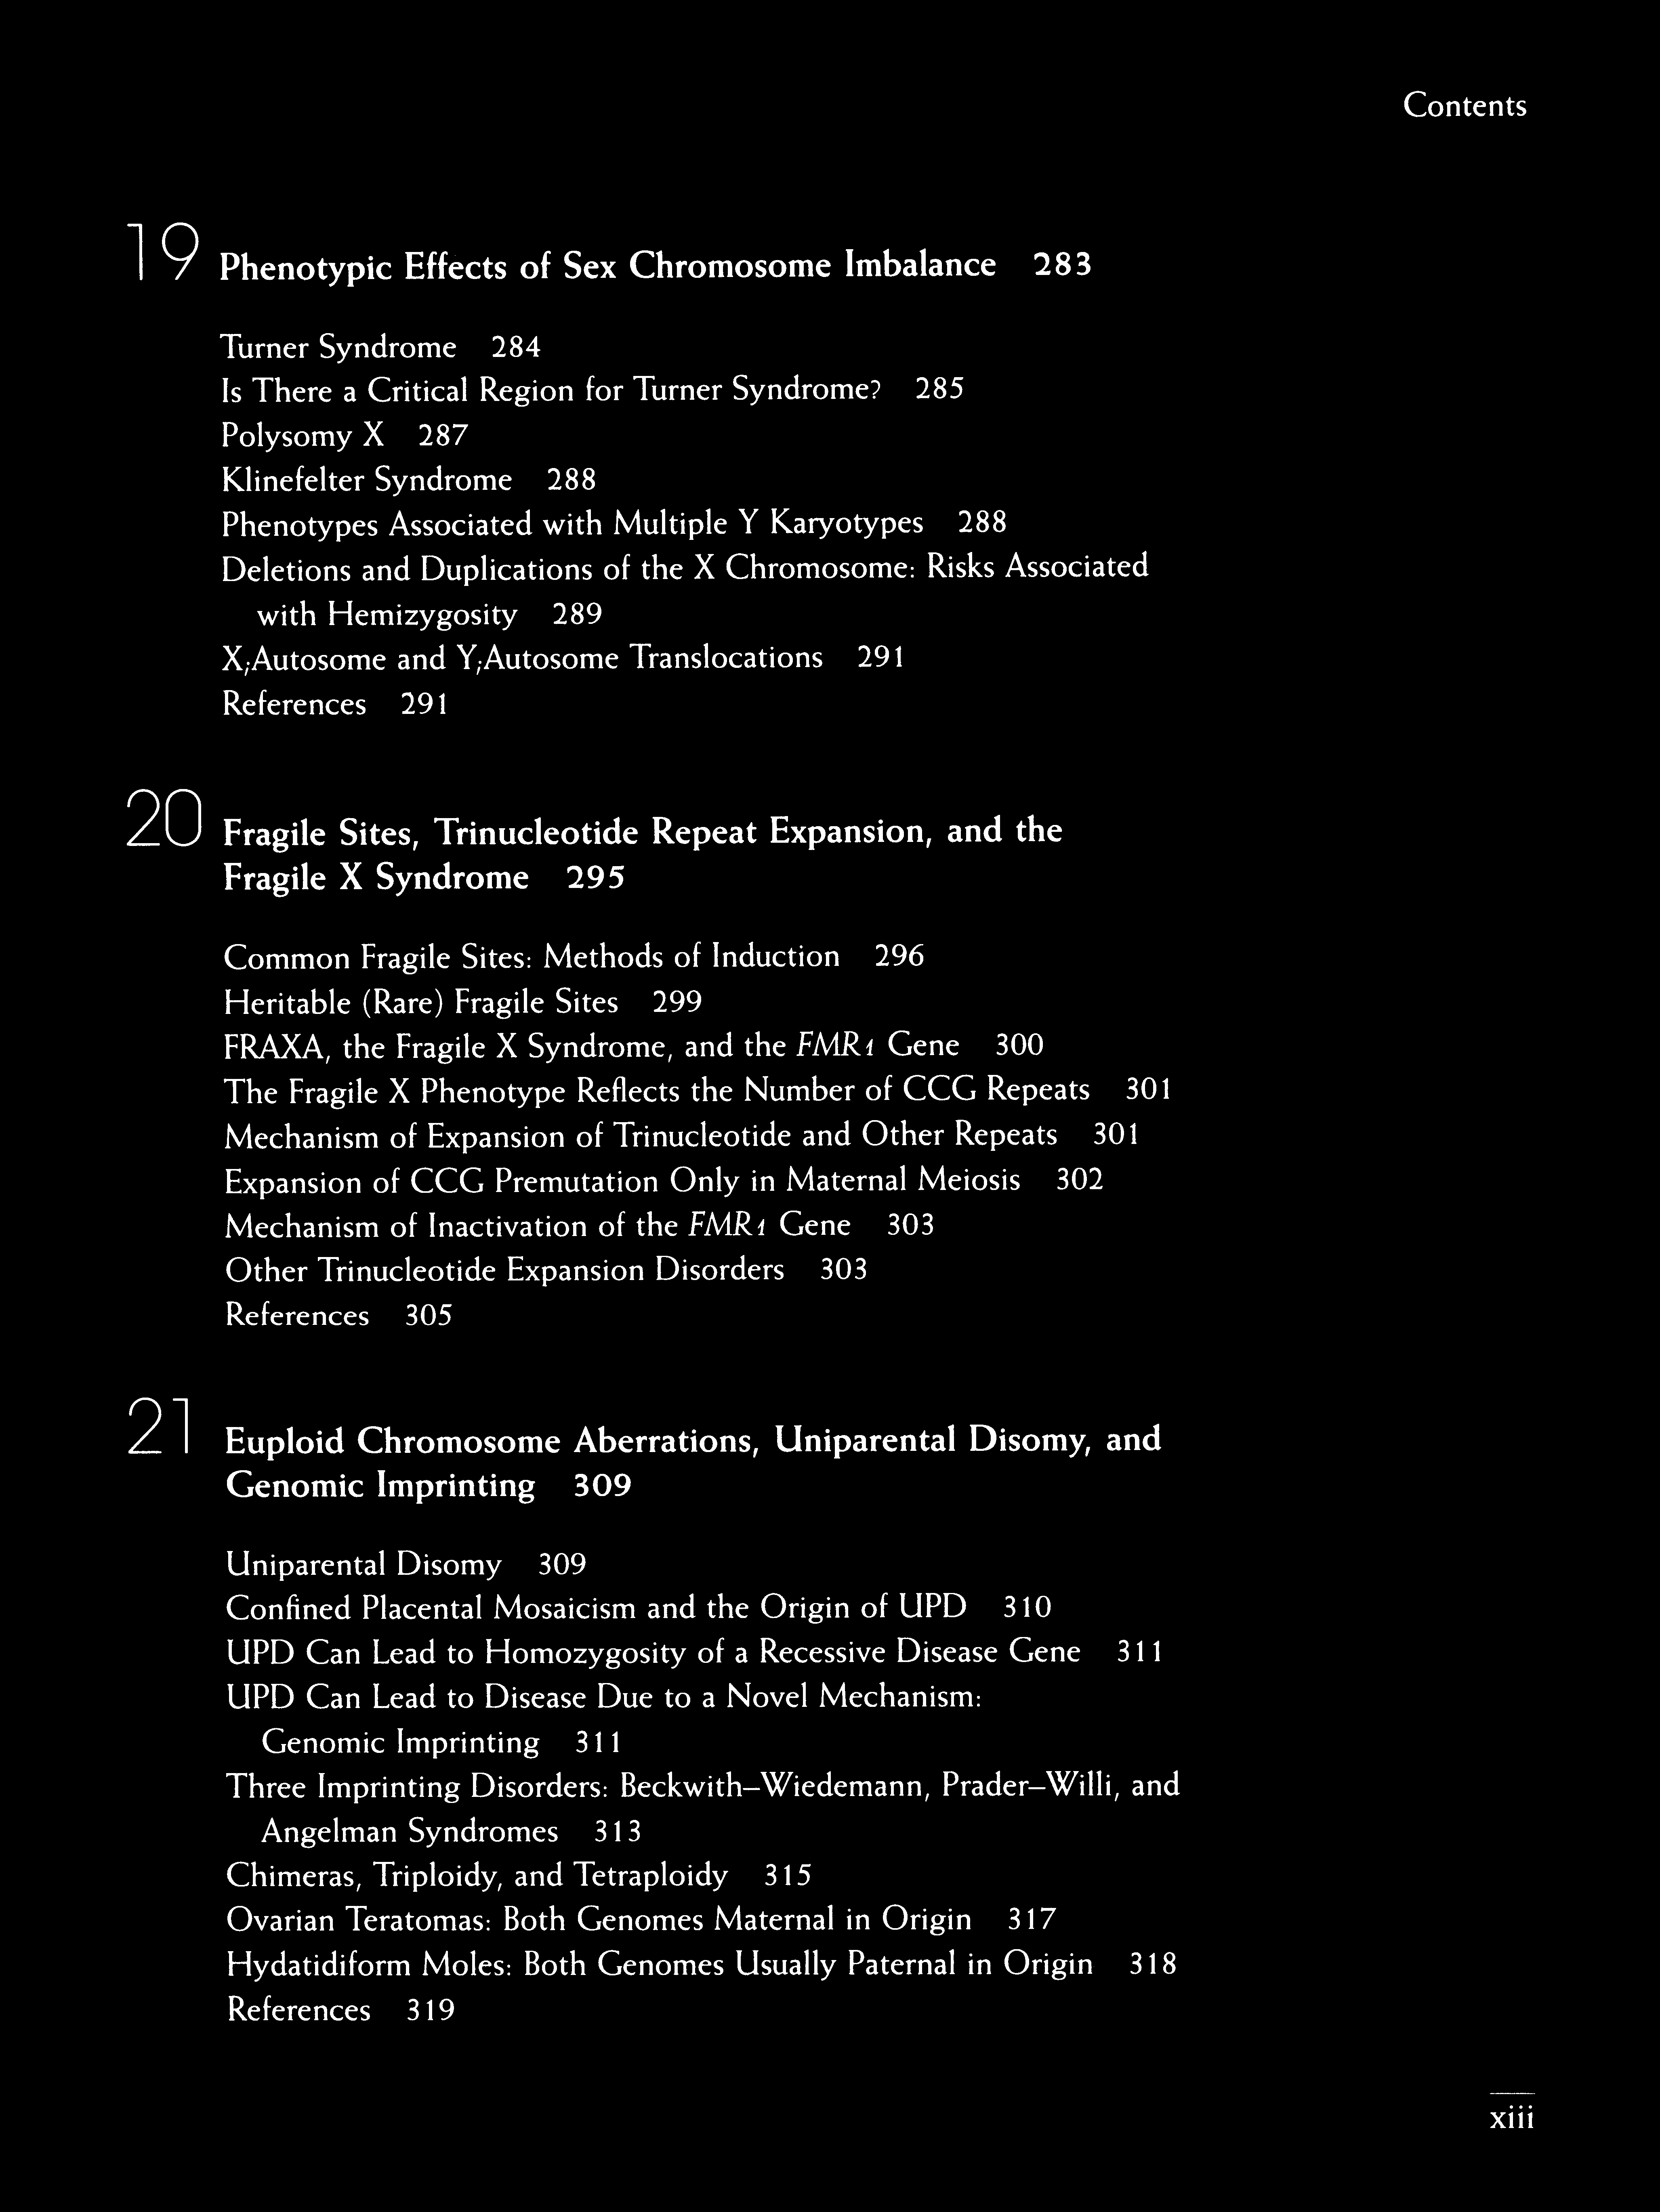 Contents
19 Phenotypic Effects of Sex Chromosome Imbalance 283
Turner Syndrome 284
Is There a Critical Region for Turner Syndrome? 285
Polysomy X 287
Klinefelter Syndrome 288
Phenotypes Associated with Multiple Y Karyotypes 288
Deletions and Duplications of the X Chromosome: Risks Associated
with Hemizygosity 289
X;Autosome and Y;Autosome Translocations 291
References 291
20 Fragile Sites, Trinucleotide Repeat Expansion, and the
Fragile X Syndrome 295
Common Fragile Sites: Methods of Induction 296
Heritable (Rare) Fragile Sites 299
FRAXA, the Fragile X Syndrome, and the FMR1 Gene 300
The Fragile X Phenotype Reflects the Number of CCG Repeats 301
Mechanism of Expansion of Trinucleotide and Other Repeats 301
Expansion of CCG Premutation Only in Maternal Meiosis 302
Mechanism of Inactivation of the FMR1 Gene 303
Other Trinucleotide Expansion Disorders 303
References 305
21 Euploid Chromosome Aberrations, Uniparental Disomy, and
Genomic Imprinting 309
Uniparental Disomy 309
Confined Placental Mosaicism and the Origin of UPD 310
UPD Can Lead to Homozygosity of a Recessive Disease Gene 311
UPD Can Lead to Disease Due to a Novel Mechanism:
Genomic Imprinting 311
Three Imprinting Disorders: Beckwith–Wiedemann, Prader–Willi, and
Angelman Syndromes 313
Chimeras, Triploidy, and Tetraploidy 315
Ovarian Teratomas: Both Genomes Maternal in Origin 317
Hydatidiform Moles: Both Genomes Usually Paternal in Origin 318
References 319
xiii